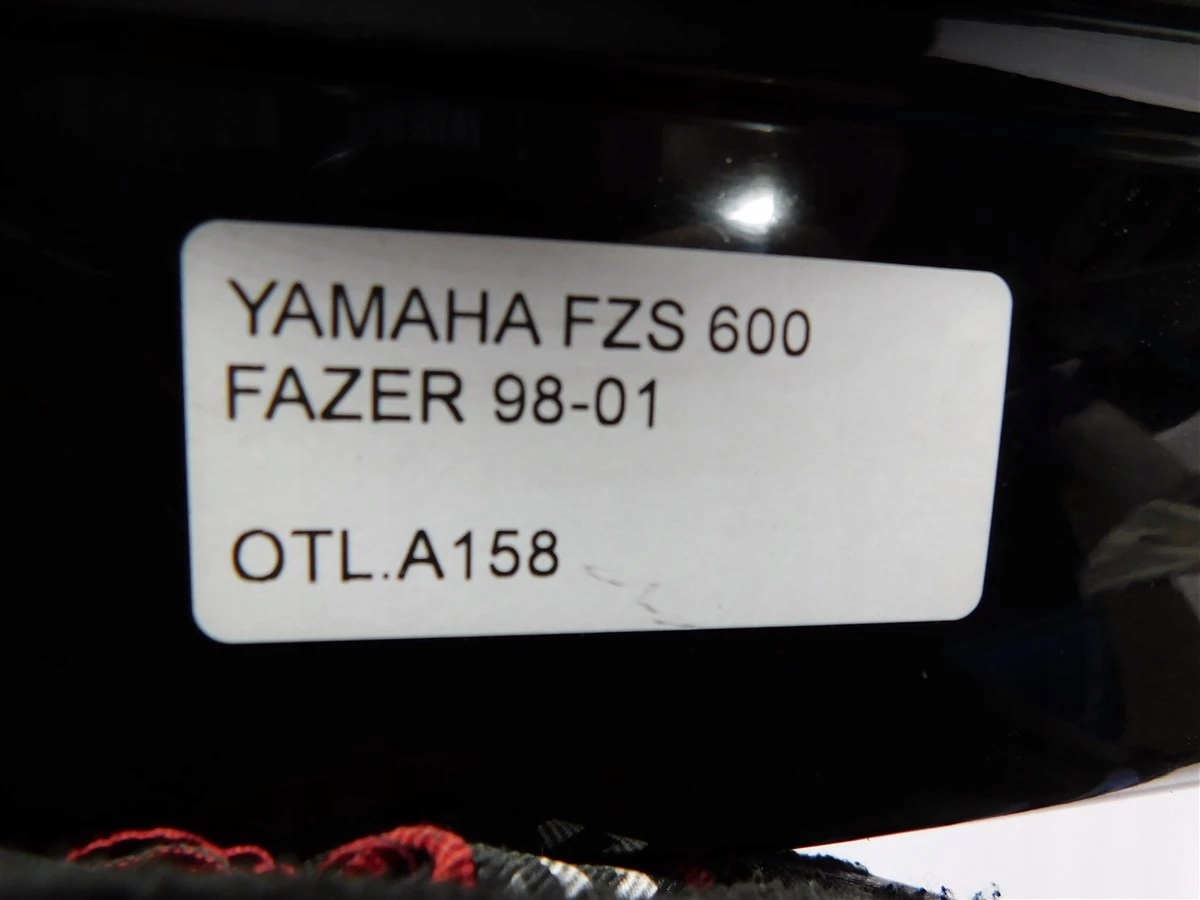 YAMAHA FZS 600
FAZER 98-01
OTL.A158